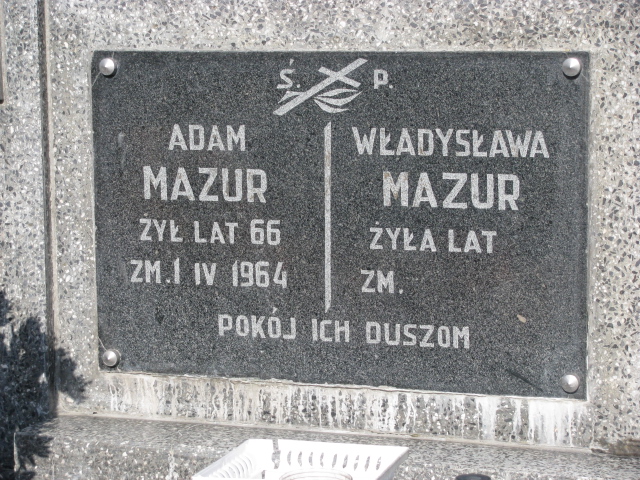 Ś. P.
ADAM
MAZUR
ŻYŁ LAT 66
ZM. 1 IV 1964
WŁADYSŁAWA
MAZUR
ŻYŁA LAT
ZM.
POKÓJ ICH DUSZOM